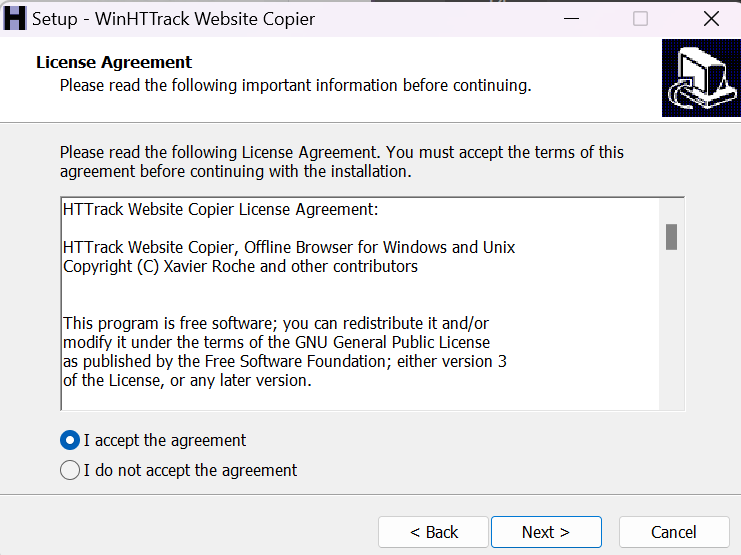 Setup - WinHTTrack Website Copier
License Agreement
Please read the following important information before continuing.
Please read the following License Agreement. You must accept the terms of this
agreement before continuing with the installation.
HTTrack Website Copier License Agreement:
HTTrack Website Copier, Offline Browser for Windows and Unix
Copyright (C) Xavier Roche and other contributors
This program is free software; you can redistribute it and/or
modify it under the terms of the GNU General Public License
as published by the Free Software Foundation; either version 3
of the License, or any later version.
I accept the agreement
I do not accept the agreement
< Back
Next >
Cancel